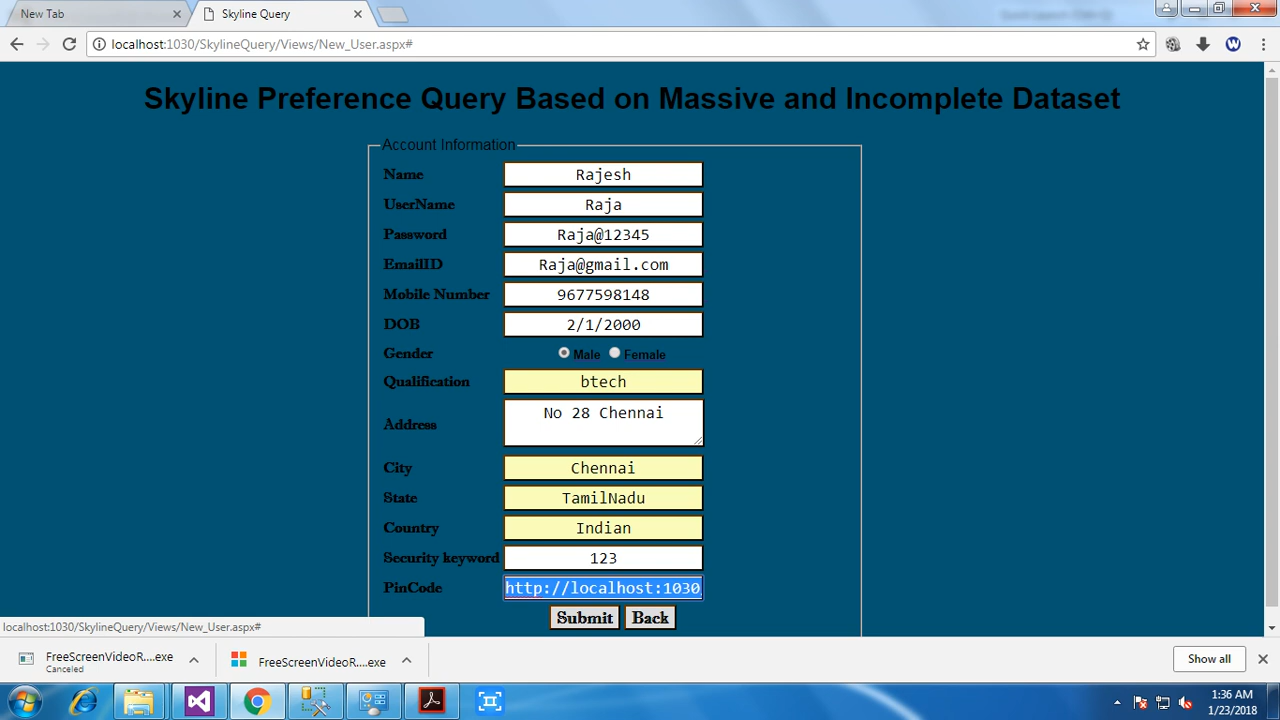 New Tab
Skyline Query
localhost:1030/SkylineQuery/Views/New_User.aspx#
Skyline Preference Query Based on Massive and Incomplete Dataset
Account Information
Name Rajesh
UserName Raja
Password Raja@12345
EmailID Raja@gmail.com
Mobile Number 9677598148
DOB 2/1/2000
Gender Male Female
Qualification btech
Address No 28 Chennai
City Chennai
State TamilNadu
Country Indian
Security keyword 123
PinCode http://localhost:1030
Submit Back
localhost:1030/SkylineQuery/Views/New_User.aspx#
FreeScreenVideoR....exe
Canceled
FreeScreenVideoR....exe
Show all
1:36 AM
1/23/2018